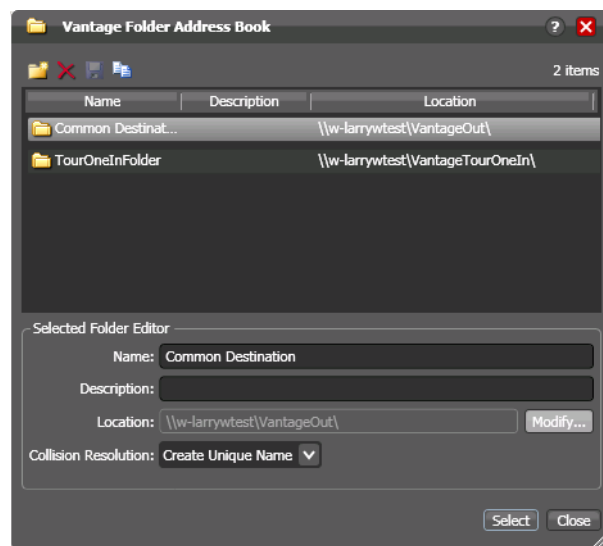 Vantage Folder Address Book ?
2 items
Name Description Location
Common Destinat... \\w-larrywtest\VantageOut\
TourOneInFolder \\w-larrywtest\VantageTourOneIn\
Selected Folder Editor
Name: Common Destination
Description:
Location: \\w-larrywtest\VantageOut\ Modify...
Collision Resolution: Create Unique Name
Select Close